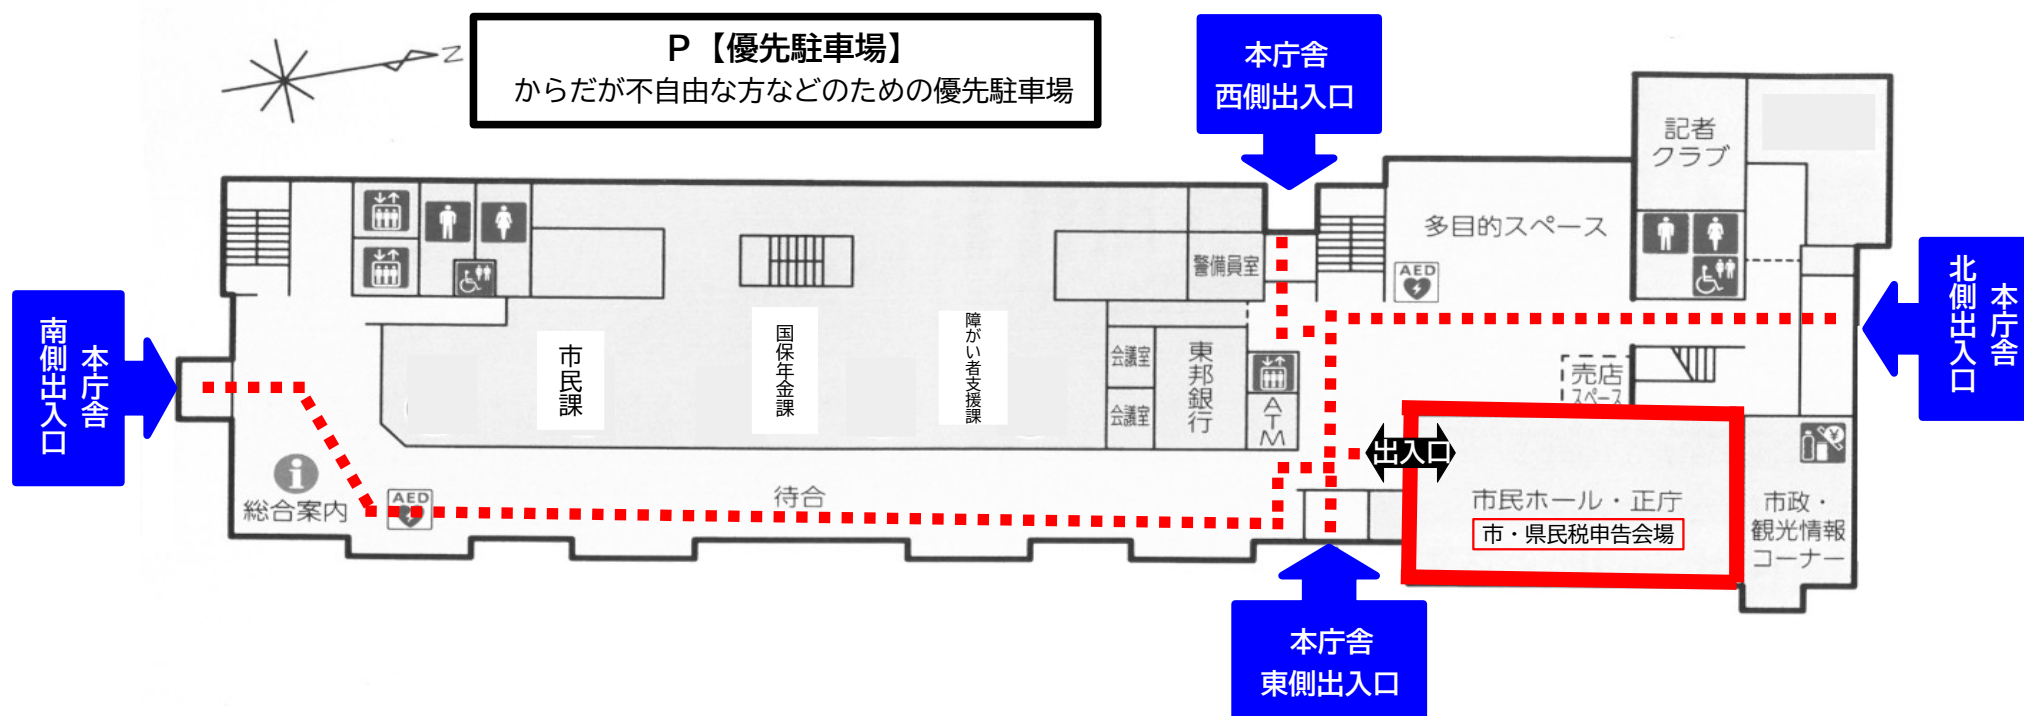 Z
P【優先駐車場】
からだが不自由な方などのための優先駐車場
本庁舎
西側出入口
記者
クラブ
多目的スペース
警備員室
AED
本庁舎
北側出入口
本庁舎
南側出入口
市民課
国保年金課
障がい者支援課
会議室
会議室
東邦銀行
ATM
売店
スペース
出入口
i
総合案内
AED
待合
市民ホール・正庁
市・県民税申告会場
市政・
観光情報
コーナー
本庁舎
東側出入口